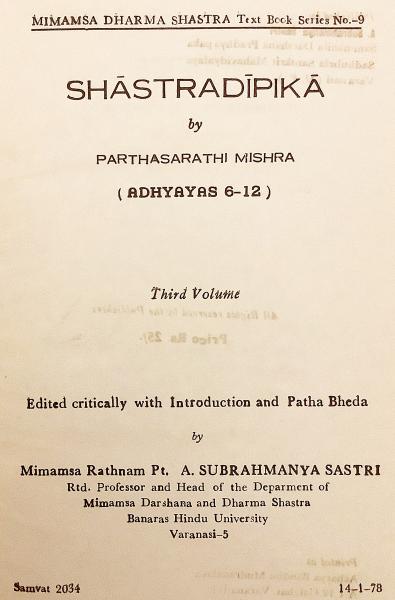 MIMAMSA DHARMA SHASTRA Text Book Series No.-9
SHĀSTRADĪPIKĀ
by
PARTHASARATHI MISHRA
( ADHYAYAS 6-12 )
Third Volume
Edited critically with Introduction and Patha Bheda
by
Mimamsa Rathnam Pt. A. SUBRAHMANYA SASTRI
Rtd. Professor and Head of the Deparment of
Mimamsa Darshana and Dharma Shastra
Banaras Hindu University
Varanasi-5
Samvat 2034 14-1-78